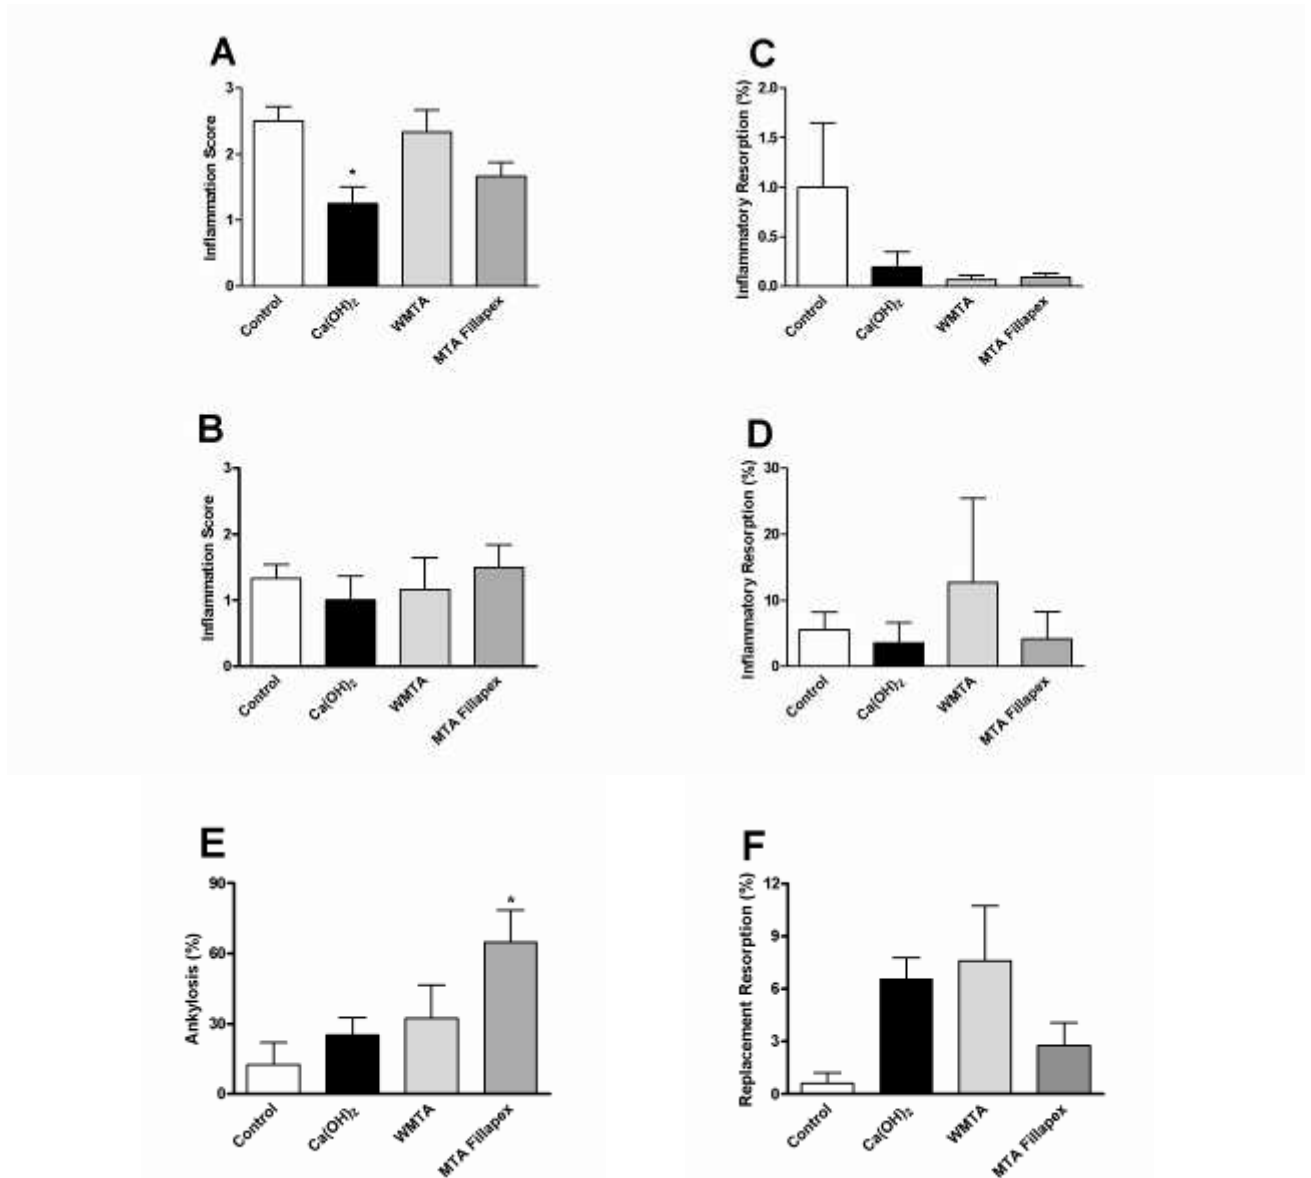 A
Inflammation Score
3
2
1
0
*
Control
Ca(OH)₂
WMTA
MTA Fillapex
C
Inflammatory Resorption (%)
2.0
1.5
1.0
0.5
0.0
Control
Ca(OH)₂
WMTA
MTA Fillapex
B
Inflammation Score
3
2
1
0
Control
Ca(OH)₂
WMTA
MTA Fillapex
D
Inflammatory Resorption (%)
30
20
10
0
Control
Ca(OH)₂
WMTA
MTA Fillapex
E
Ankylosis (%)
90
60
30
0
*
Control
Ca(OH)₂
WMTA
MTA Fillapex
F
Replacement Resorption (%)
12
9
6
3
0
Control
Ca(OH)₂
WMTA
MTA Fillapex